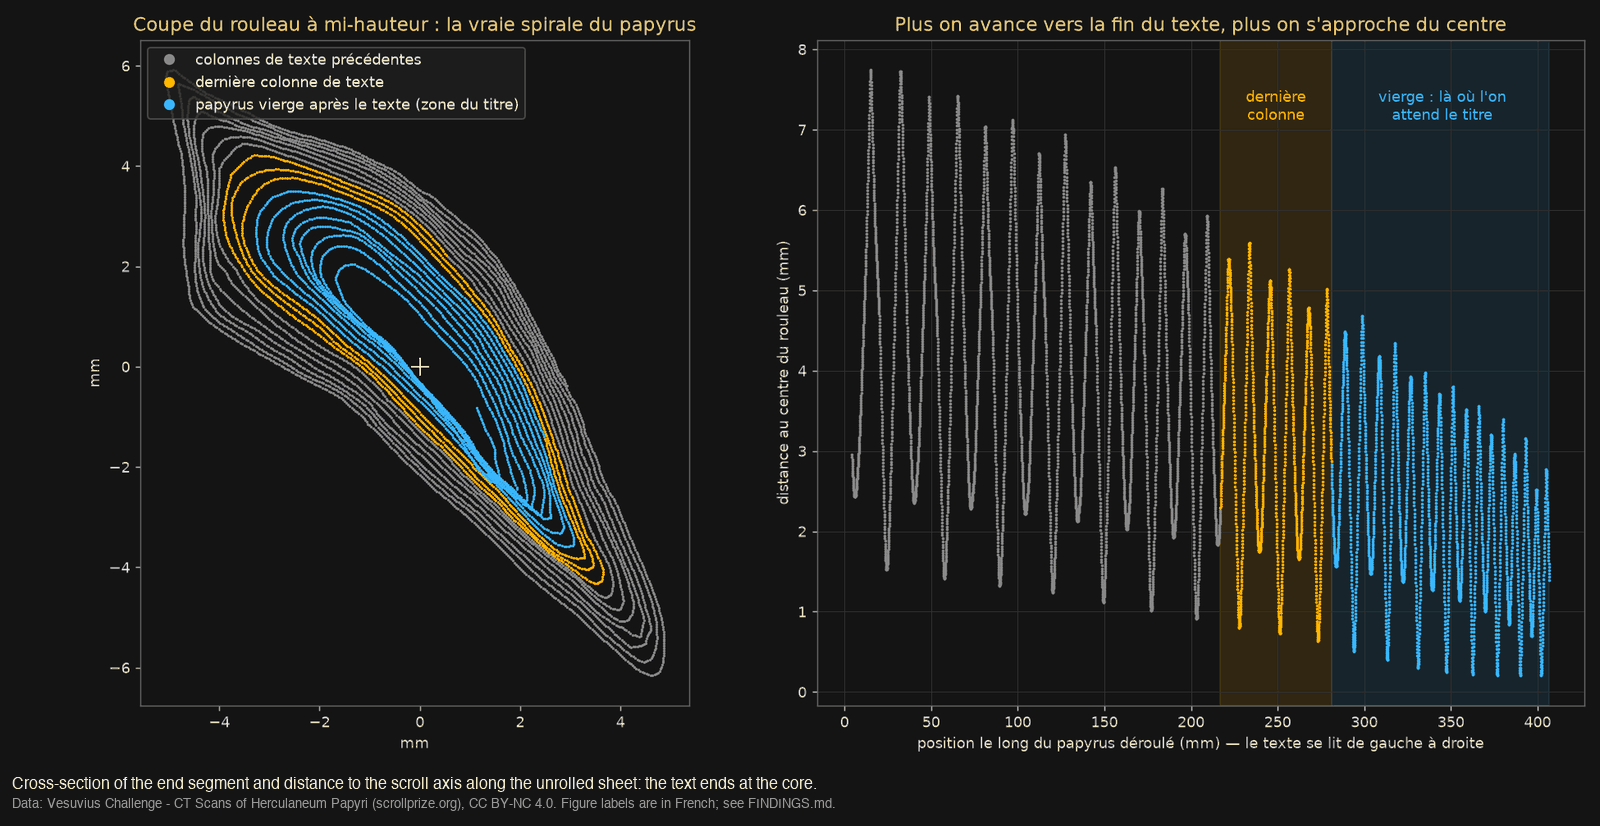 Coupe du rouleau à mi-hauteur : la vraie spirale du papyrus
colonnes de texte précédentes
dernière colonne de texte
papyrus vierge après le texte (zone du titre)
6
4
2
0
−2
−4
−6
mm
−4
−2
0
2
4
mm
Plus on avance vers la fin du texte, plus on s'approche du centre
dernière
colonne
vierge : là où l'on
attend le titre
8
7
6
5
4
3
2
1
0
distance au centre du rouleau (mm)
0
50
100
150
200
250
300
350
400
position le long du papyrus déroulé (mm) — le texte se lit de gauche à droite
Cross-section of the end segment and distance to the scroll axis along the unrolled sheet: the text ends at the core.
Data: Vesuvius Challenge - CT Scans of Herculaneum Papyri (scrollprize.org), CC BY-NC 4.0. Figure labels are in French; see FINDINGS.md.